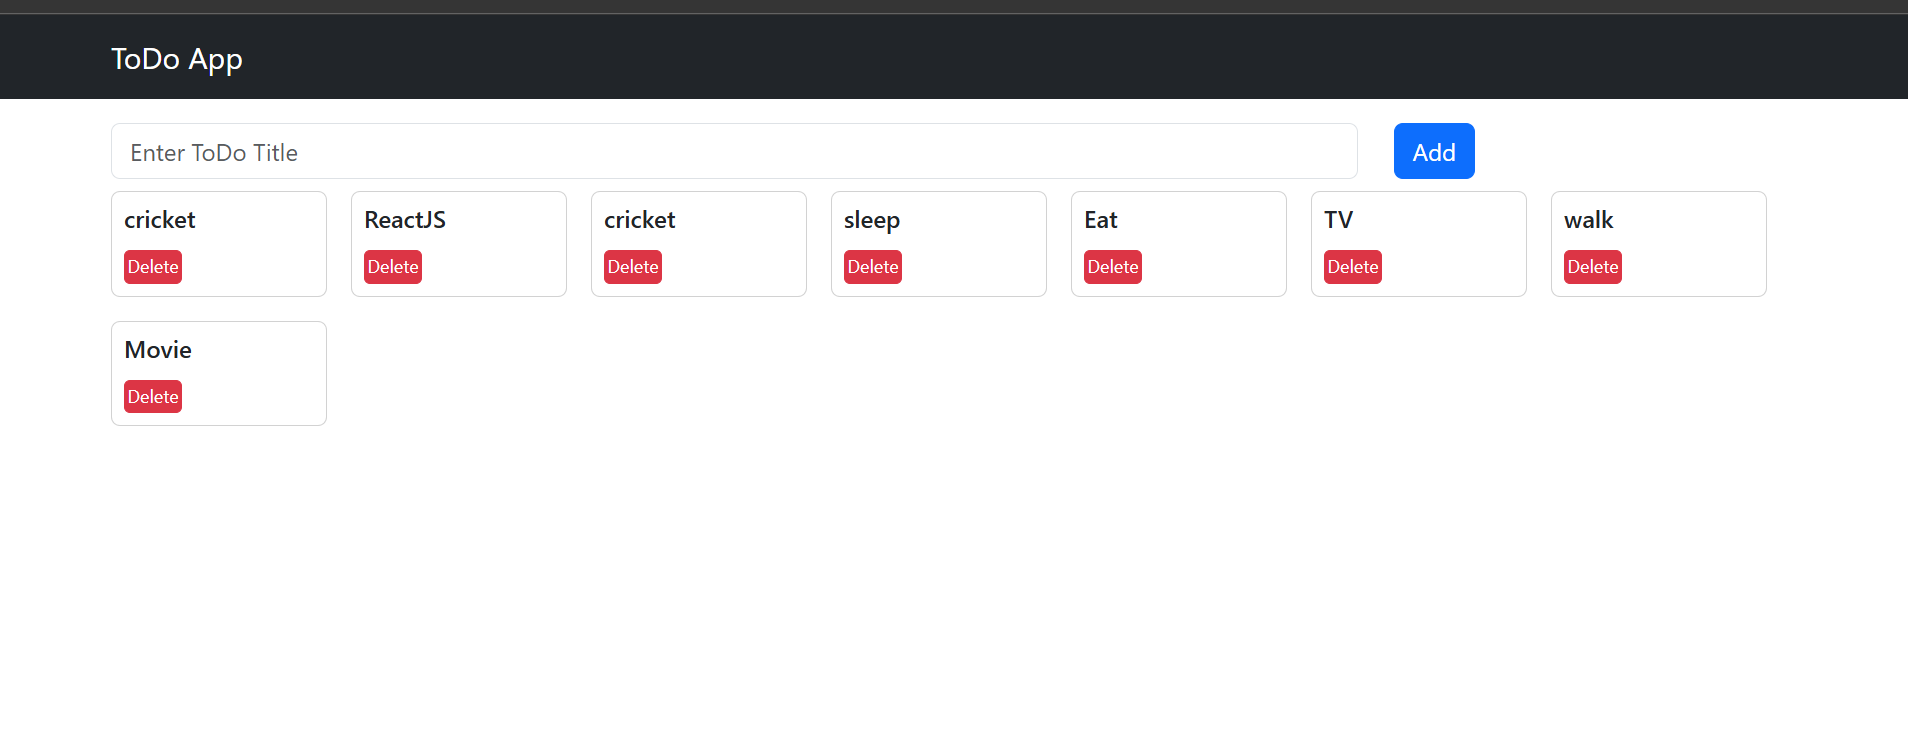 ToDo App
Enter ToDo Title
Add
cricket
Delete
ReactJS
Delete
cricket
Delete
sleep
Delete
Eat
Delete
TV
Delete
walk
Delete
Movie
Delete